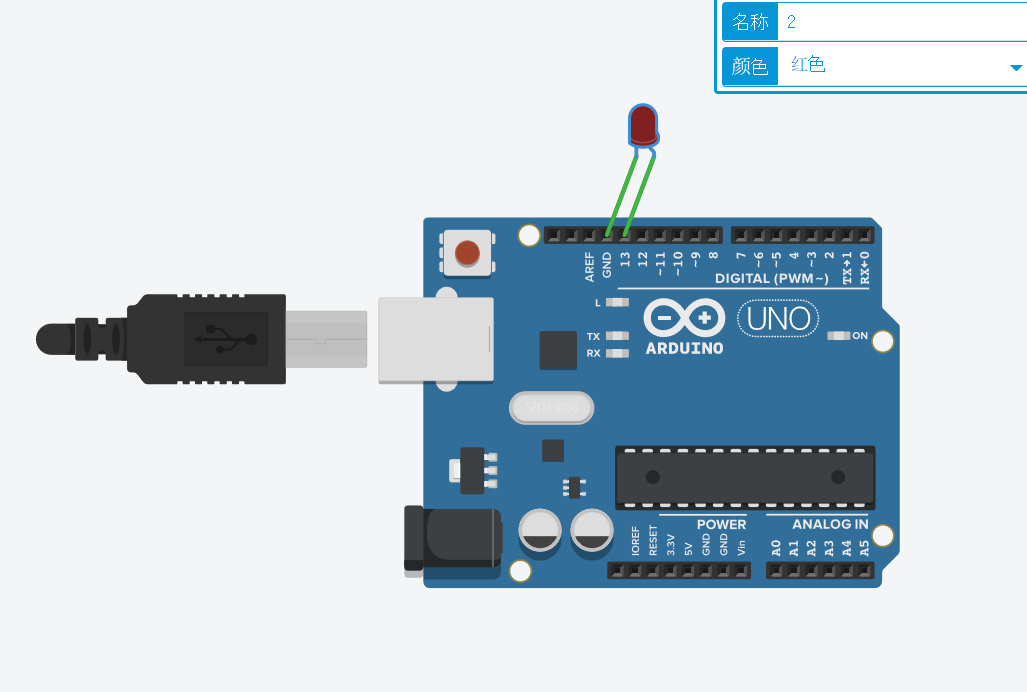 名称 2
颜色 红色
AREF
GND
13
12
~11
~10
~9
8
7
~6
~5
4
~3
2
TX→1
RX←0
DIGITAL (PWM~)
L
TX
RX
ARDUINO
UNO
ON
POWER
ANALOG IN
IOREF
RESET
3.3V
5V
GND
GND
Vin
A0
A1
A2
A3
A4
A5